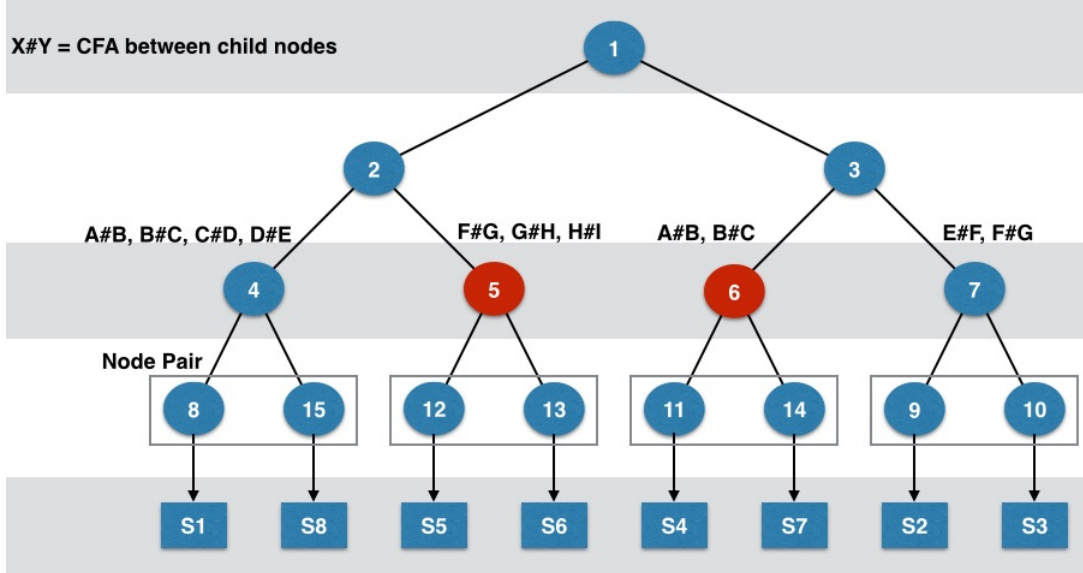 X#Y = CFA between child nodes
1
2
3
A#B, B#C, C#D, D#E
F#G, G#H, H#I
A#B, B#C
E#F, F#G
4
5
6
7
Node Pair
8
15
12
13
11
14
9
10
S1
S8
S5
S6
S4
S7
S2
S3